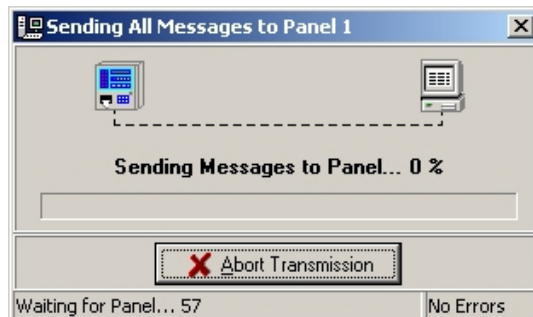 Sending All Messages to Panel 1
Sending Messages to Panel... 0 %
Abort Transmission
Waiting for Panel... 57
No Errors